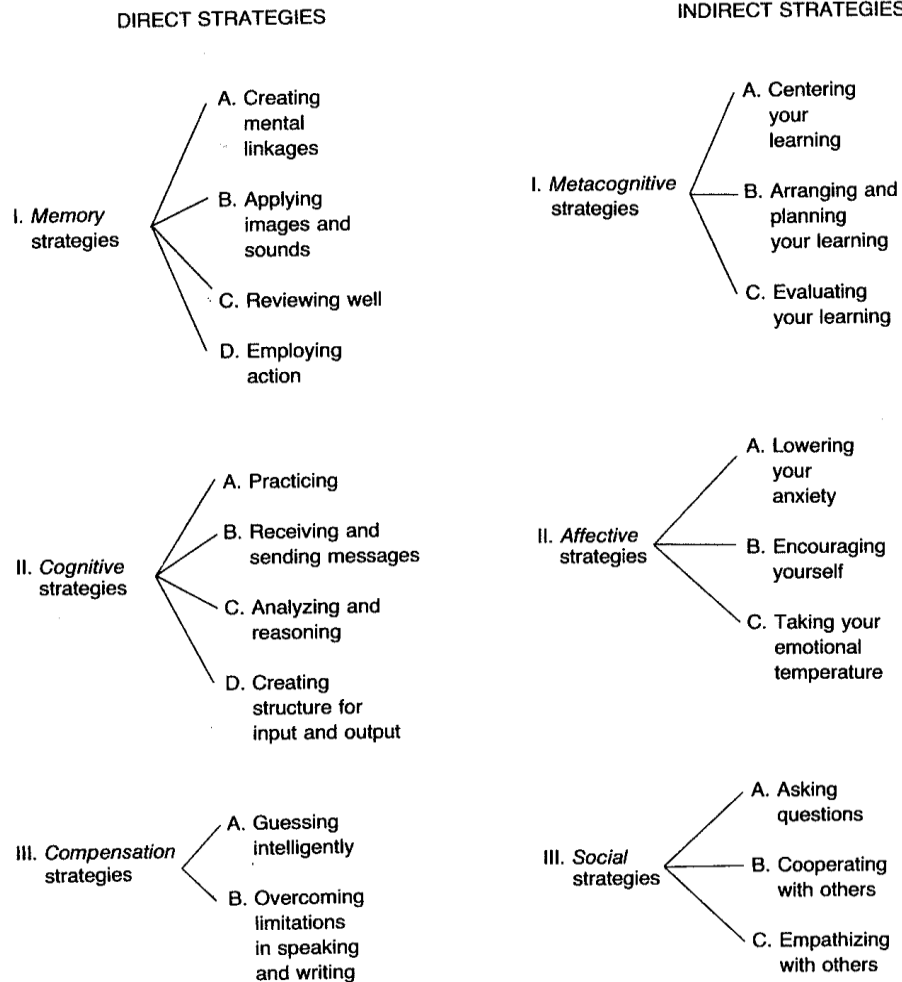 DIRECT STRATEGIES
I. Memory
strategies
A. Creating
mental
linkages
B. Applying
images and
sounds
C. Reviewing well
D. Employing
action
II. Cognitive
strategies
A. Practicing
B. Receiving and
sending messages
C. Analyzing and
reasoning
D. Creating
structure for
input and output
III. Compensation
strategies
A. Guessing
intelligently
B. Overcoming
limitations
in speaking
and writing
INDIRECT STRATEGIES
I. Metacognitive
strategies
A. Centering
your
learning
B. Arranging and
planning
your learning
C. Evaluating
your learning
II. Affective
strategies
A. Lowering
your
anxiety
B. Encouraging
yourself
C. Taking your
emotional
temperature
III. Social
strategies
A. Asking
questions
B. Cooperating
with others
C. Empathizing
with others